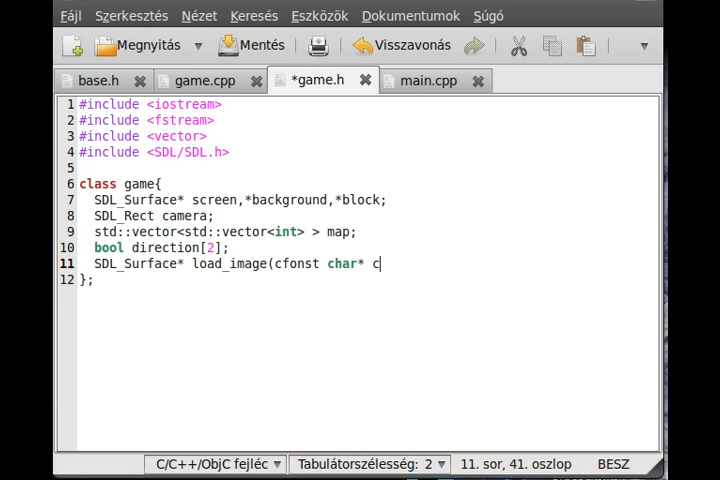 Fájl Szerkesztés Nézet Keresés Eszközök Dokumentumok Súgó
Megnyitás Mentés Visszavonás
base.h game.cpp *game.h main.cpp
1 #include <iostream>
2 #include <fstream>
3 #include <vector>
4 #include <SDL/SDL.h>
5
6 class game{
7 SDL_Surface* screen,*background,*block;
8 SDL_Rect camera;
9 std::vector<std::vector<int> > map;
10 bool direction[2];
11 SDL_Surface* load_image(cfonst char* c
12 };
C/C++/ObjC fejléc Tabulátorszélesség: 2 11. sor, 41. oszlop BESZ